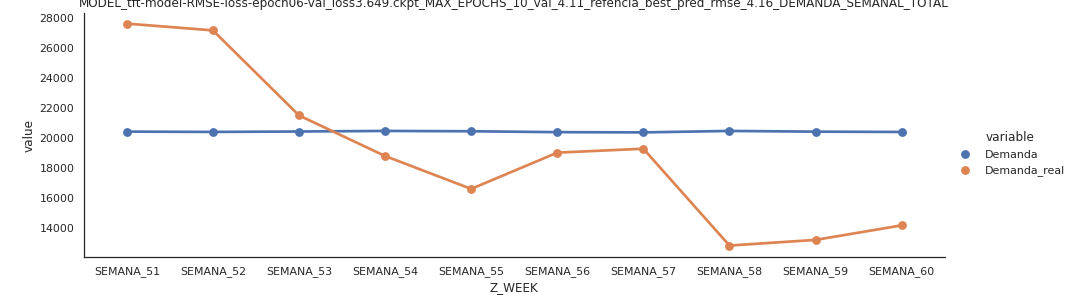 MODEL_tft-model-RMSE-loss-epoch06-val_loss3.649.ckpt_MAX_EPOCHS_10_val_4.11_refencia_best_pred_rmse_4.16_DEMANDA_SEMANAL_TOTAL
28000
26000
24000
22000
20000
18000
16000
14000
value
SEMANA_51 SEMANA_52 SEMANA_53 SEMANA_54 SEMANA_55 SEMANA_56 SEMANA_57 SEMANA_58 SEMANA_59 SEMANA_60
Z_WEEK
variable
Demanda
Demanda_real